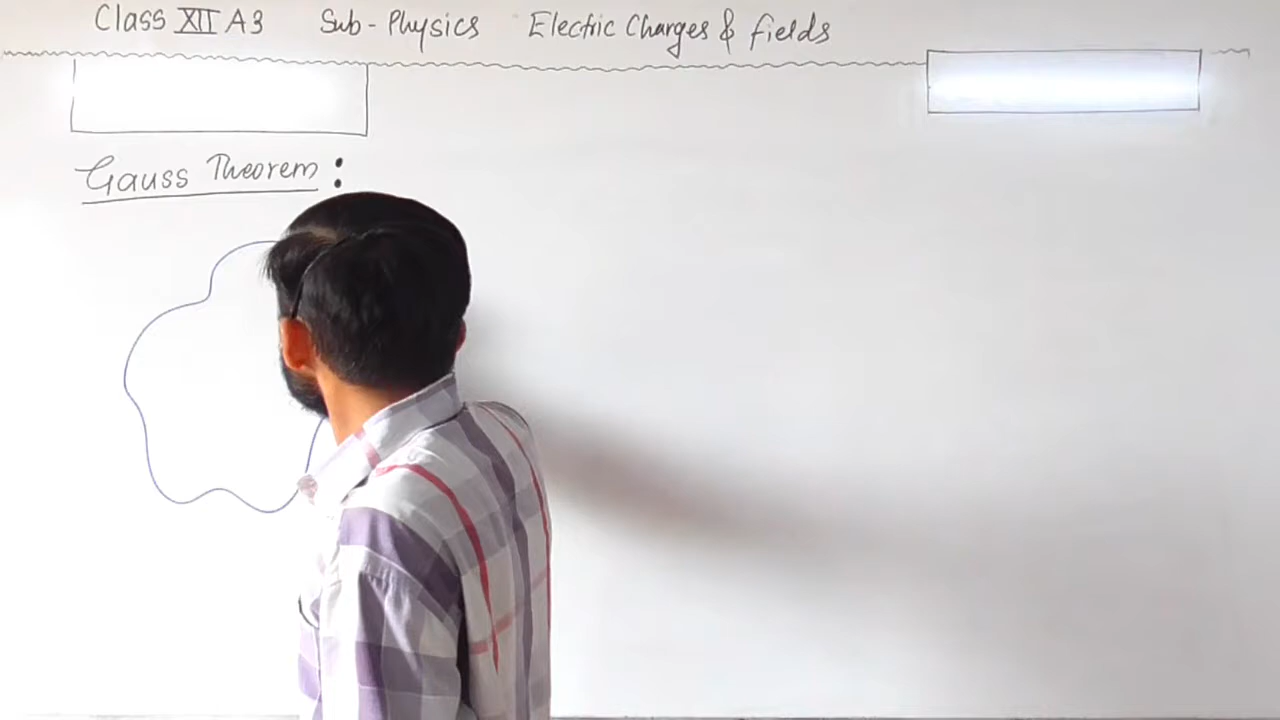 Class XII A3 Sub - Physics Electric Charges & fields
Gauss Theorem :